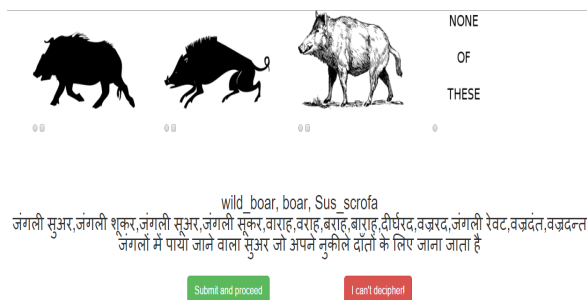 NONE
OF
THESE
wild_boar, boar, Sus_scrofa
जंगली सुअर,जंगली शूकर,जंगली सूअर,जंगली सूकर,वाराह,वराह,बराह,बाराह,दीर्घरद,वज्ररद,जंगली रेवट,वज्रदंत,वज्रदन्त
जंगलों में पाया जाने वाला सुअर जो अपने नुकीले दाँतों के लिए जाना जाता है
Submit and proceed
I can't decipher!